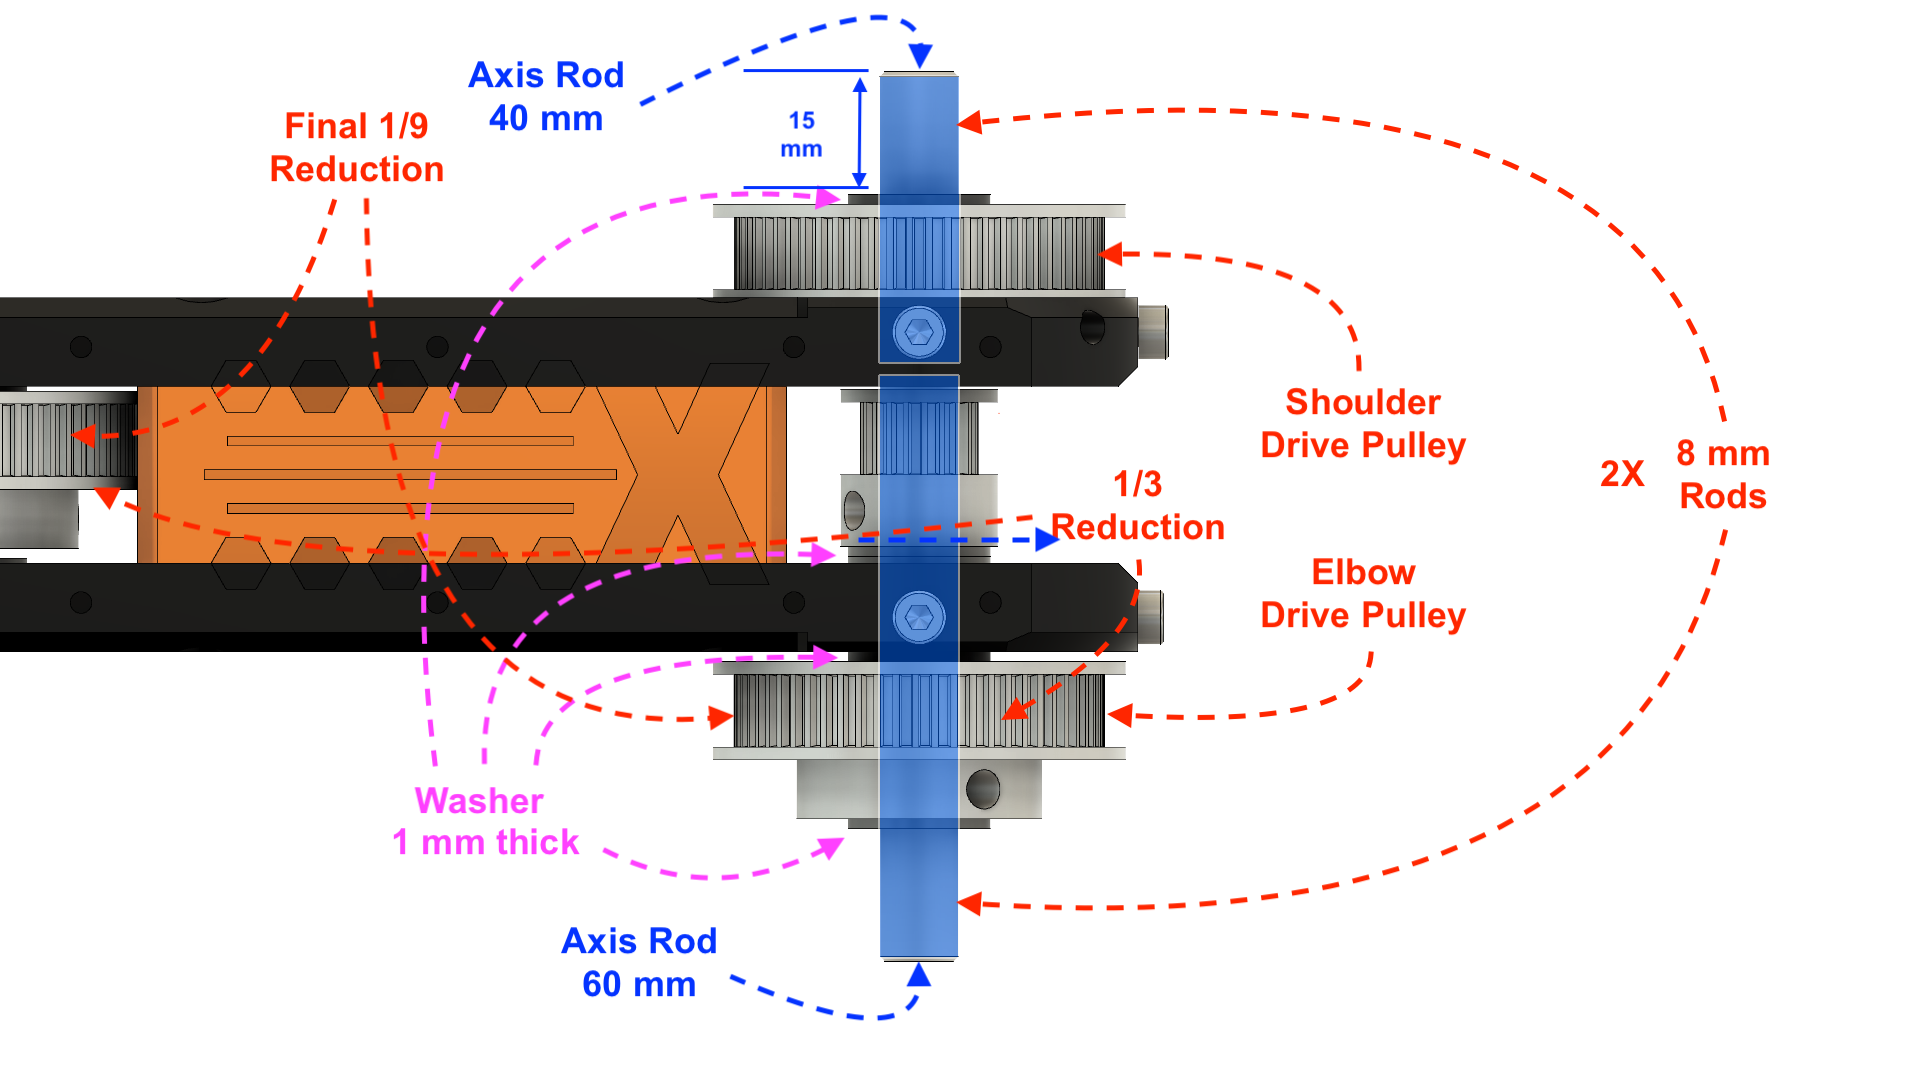 Axis Rod
40 mm
Final 1/9
Reduction
15
mm
Shoulder
Drive Pulley
2X
8 mm
Rods
1/3
Reduction
Elbow
Drive Pulley
Washer
1 mm thick
Axis Rod
60 mm